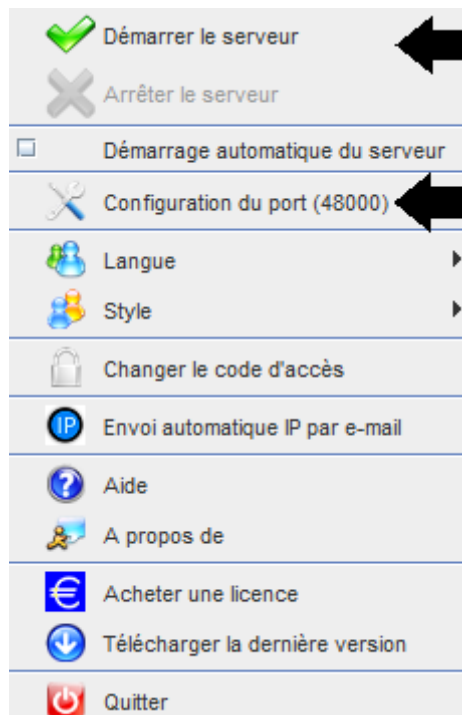 Démarrer le serveur
Arrêter le serveur
Démarrage automatique du serveur
Configuration du port (48000)
Langue
Style
Changer le code d'accès
IP Envoi automatique IP par e-mail
? Aide
A propos de
€ Acheter une licence
Télécharger la dernière version
Quitter